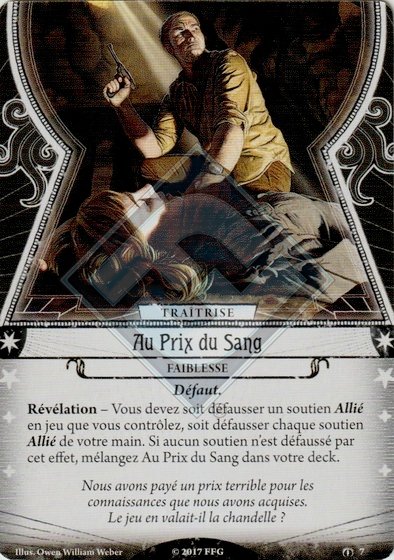 TRAÎTRISE
Au Prix du Sang
FAIBLESSE
Défaut.
Révélation – Vous devez soit défausser un soutien Allié
en jeu que vous contrôlez, soit défausser chaque soutien
Allié de votre main. Si aucun soutien n'est défaussé par
cet effet, mélangez Au Prix du Sang dans votre deck.
Nous avons payé un prix terrible pour les
connaissances que nous avons acquises.
Le jeu en valait-il la chandelle ?
Illus. Owen William Weber
© 2017 FFG
7